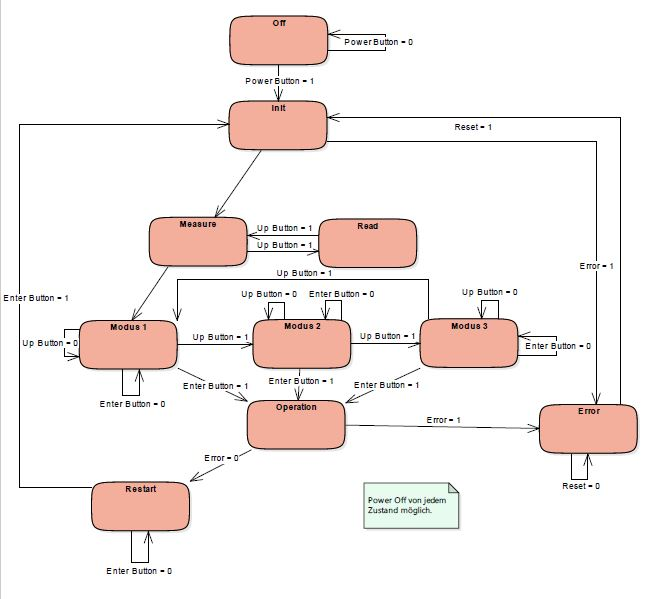 Off
Power Button = 0
Power Button = 1
Init
Reset = 1
Measure
Read
Up Button = 1
Up Button = 1
Error = 1
Up Button = 1
Enter Button = 1
Up Button = 0
Enter Button = 0
Up Button = 0
Modus 1
Modus 2
Modus 3
Up Button = 0
Up Button = 1
Up Button = 1
Enter Button = 0
Enter Button = 1
Enter Button = 1
Enter Button = 1
Enter Button = 0
Operation
Error
Error = 1
Error = 0
Reset = 0
Restart
Power Off von jedem
Zustand möglich.
Enter Button = 0